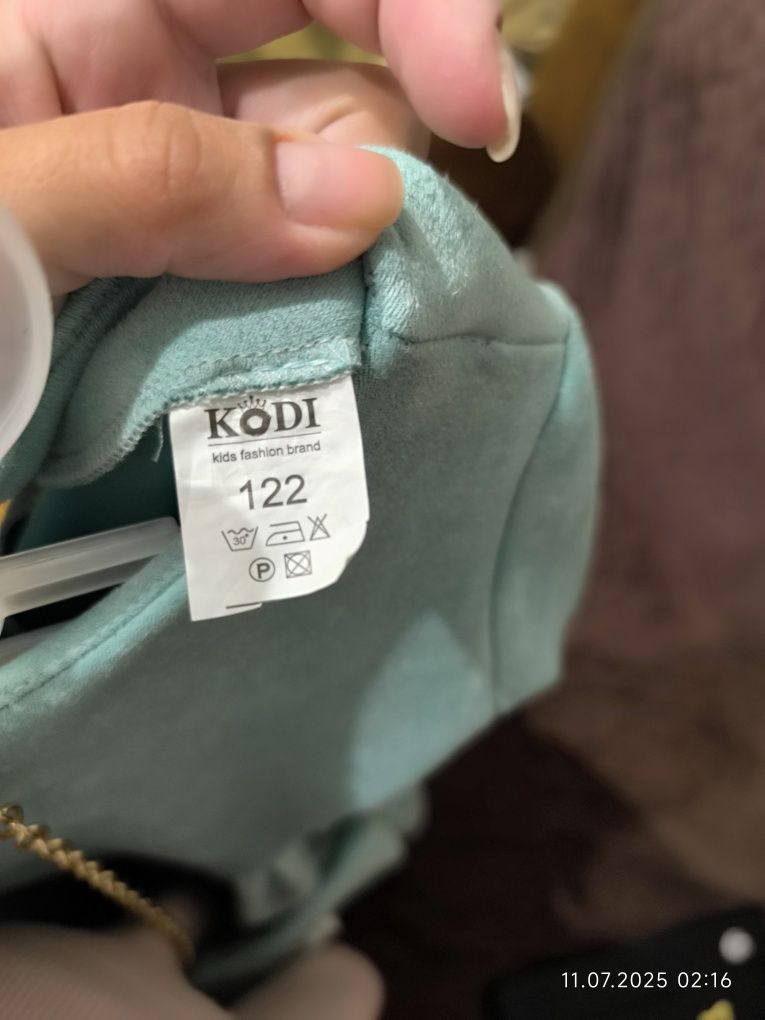 KODI
kids fashion brand
122
30°
P
11.07.2025 02:16